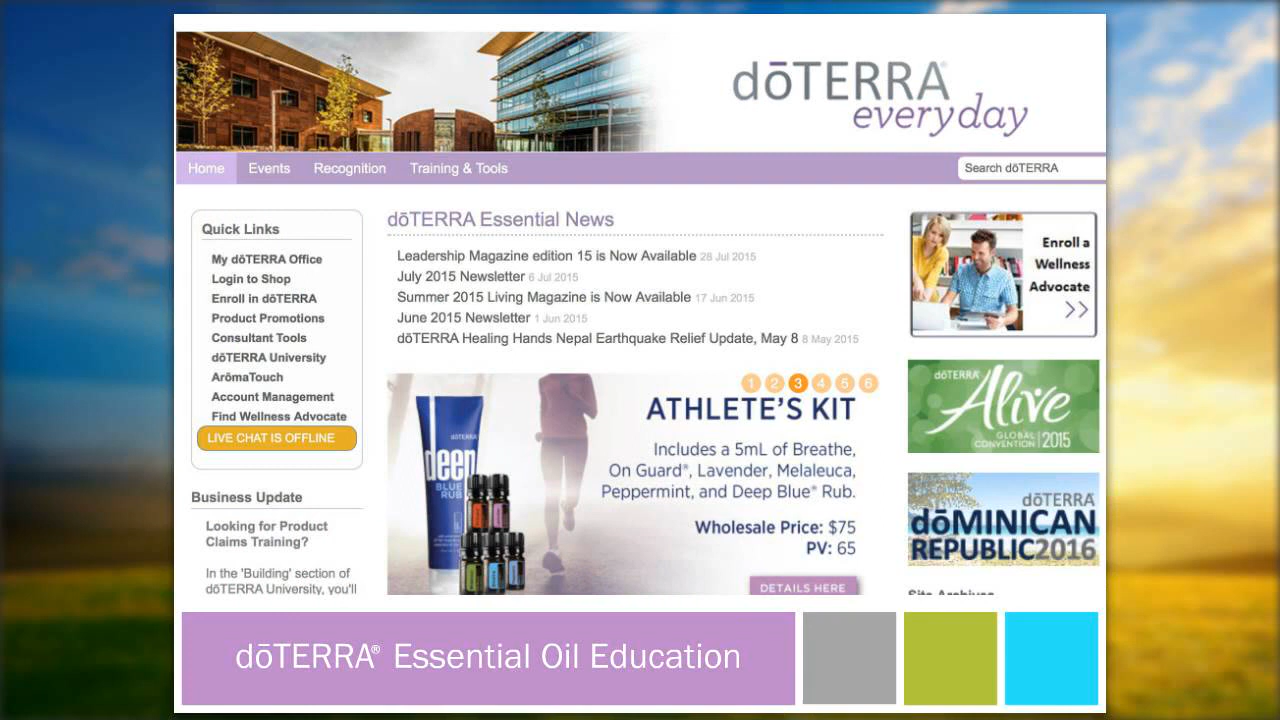 dōTERRA®
everyday
Home Events Recognition Training & Tools
Search dōTERRA
Quick Links
My dōTERRA Office
Login to Shop
Enroll in dōTERRA
Product Promotions
Consultant Tools
dōTERRA University
ArōmaTouch
Account Management
Find Wellness Advocate
LIVE CHAT IS OFFLINE
Business Update
Looking for Product
Claims Training?
In the 'Building' section of
dōTERRA University, you'll
dōTERRA Essential News
Leadership Magazine edition 15 is Now Available 28 Jul 2015
July 2015 Newsletter 6 Jul 2015
Summer 2015 Living Magazine is Now Available 17 Jun 2015
June 2015 Newsletter 1 Jun 2015
dōTERRA Healing Hands Nepal Earthquake Relief Update, May 8 8 May 2015
1 2 3 4 5 6
dōTERRA
deep
BLUE
RUB
ATHLETE'S KIT
Includes a 5mL of Breathe,
On Guard®, Lavender, Melaleuca,
Peppermint, and Deep Blue® Rub.
Wholesale Price: $75
PV: 65
DETAILS HERE
Enroll a
Wellness
Advocate
>>
dōTERRA®
Alive
GLOBAL
CONVENTION | 2015
dōTERRA®
dōMINICAN
REPUBLIC2016
Site Archives
dōTERRA® Essential Oil Education